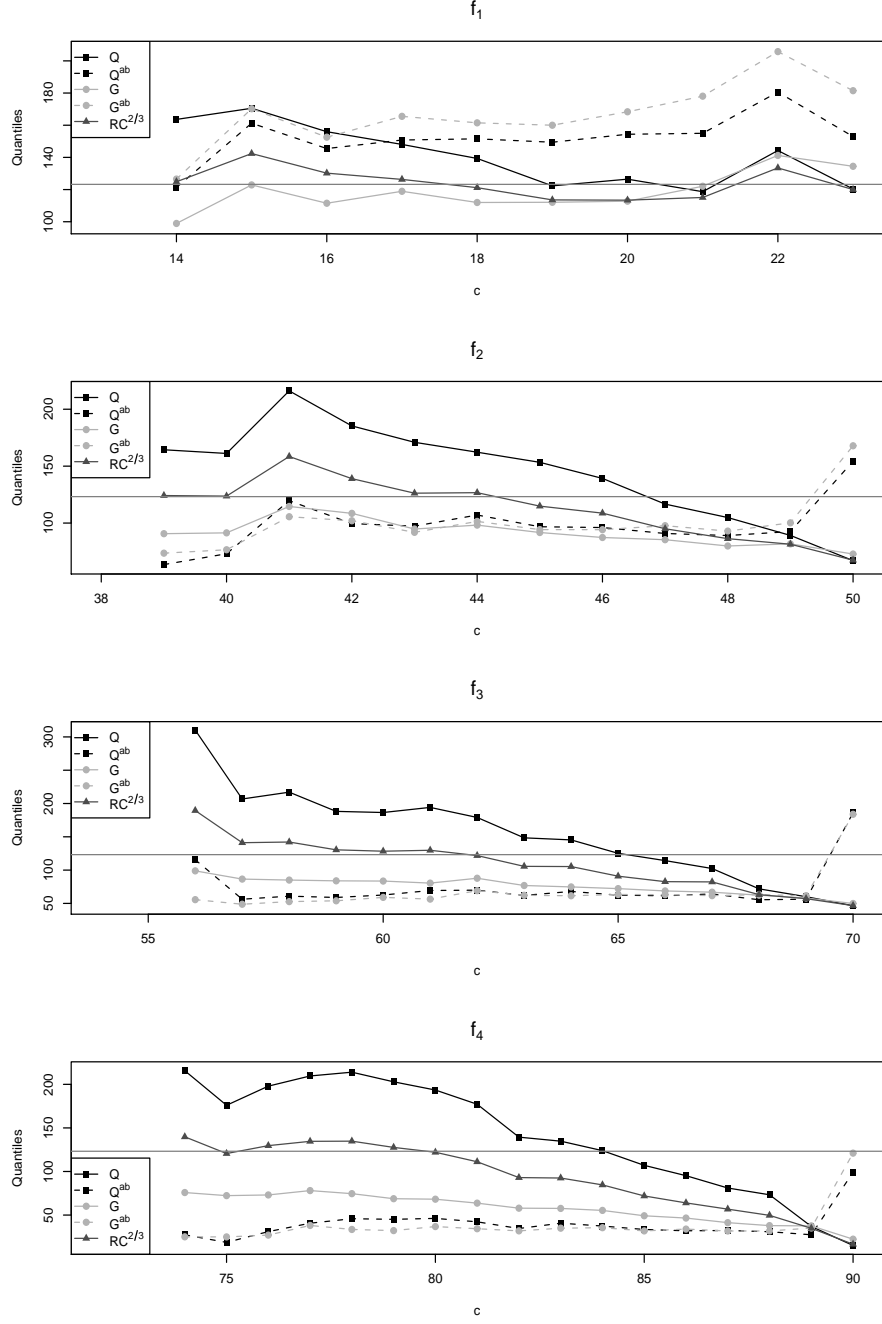 f1
Quantiles
100 140 180
Q
Q^ab
G
G^ab
RC^2/3
14 16 18 20 22
c
f2
Quantiles
100 150 200
Q
Q^ab
G
G^ab
RC^2/3
38 40 42 44 46 48 50
c
f3
Quantiles
50 100 200 300
Q
Q^ab
G
G^ab
RC^2/3
55 60 65 70
c
f4
Quantiles
50 100 150 200
Q
Q^ab
G
G^ab
RC^2/3
75 80 85 90
c